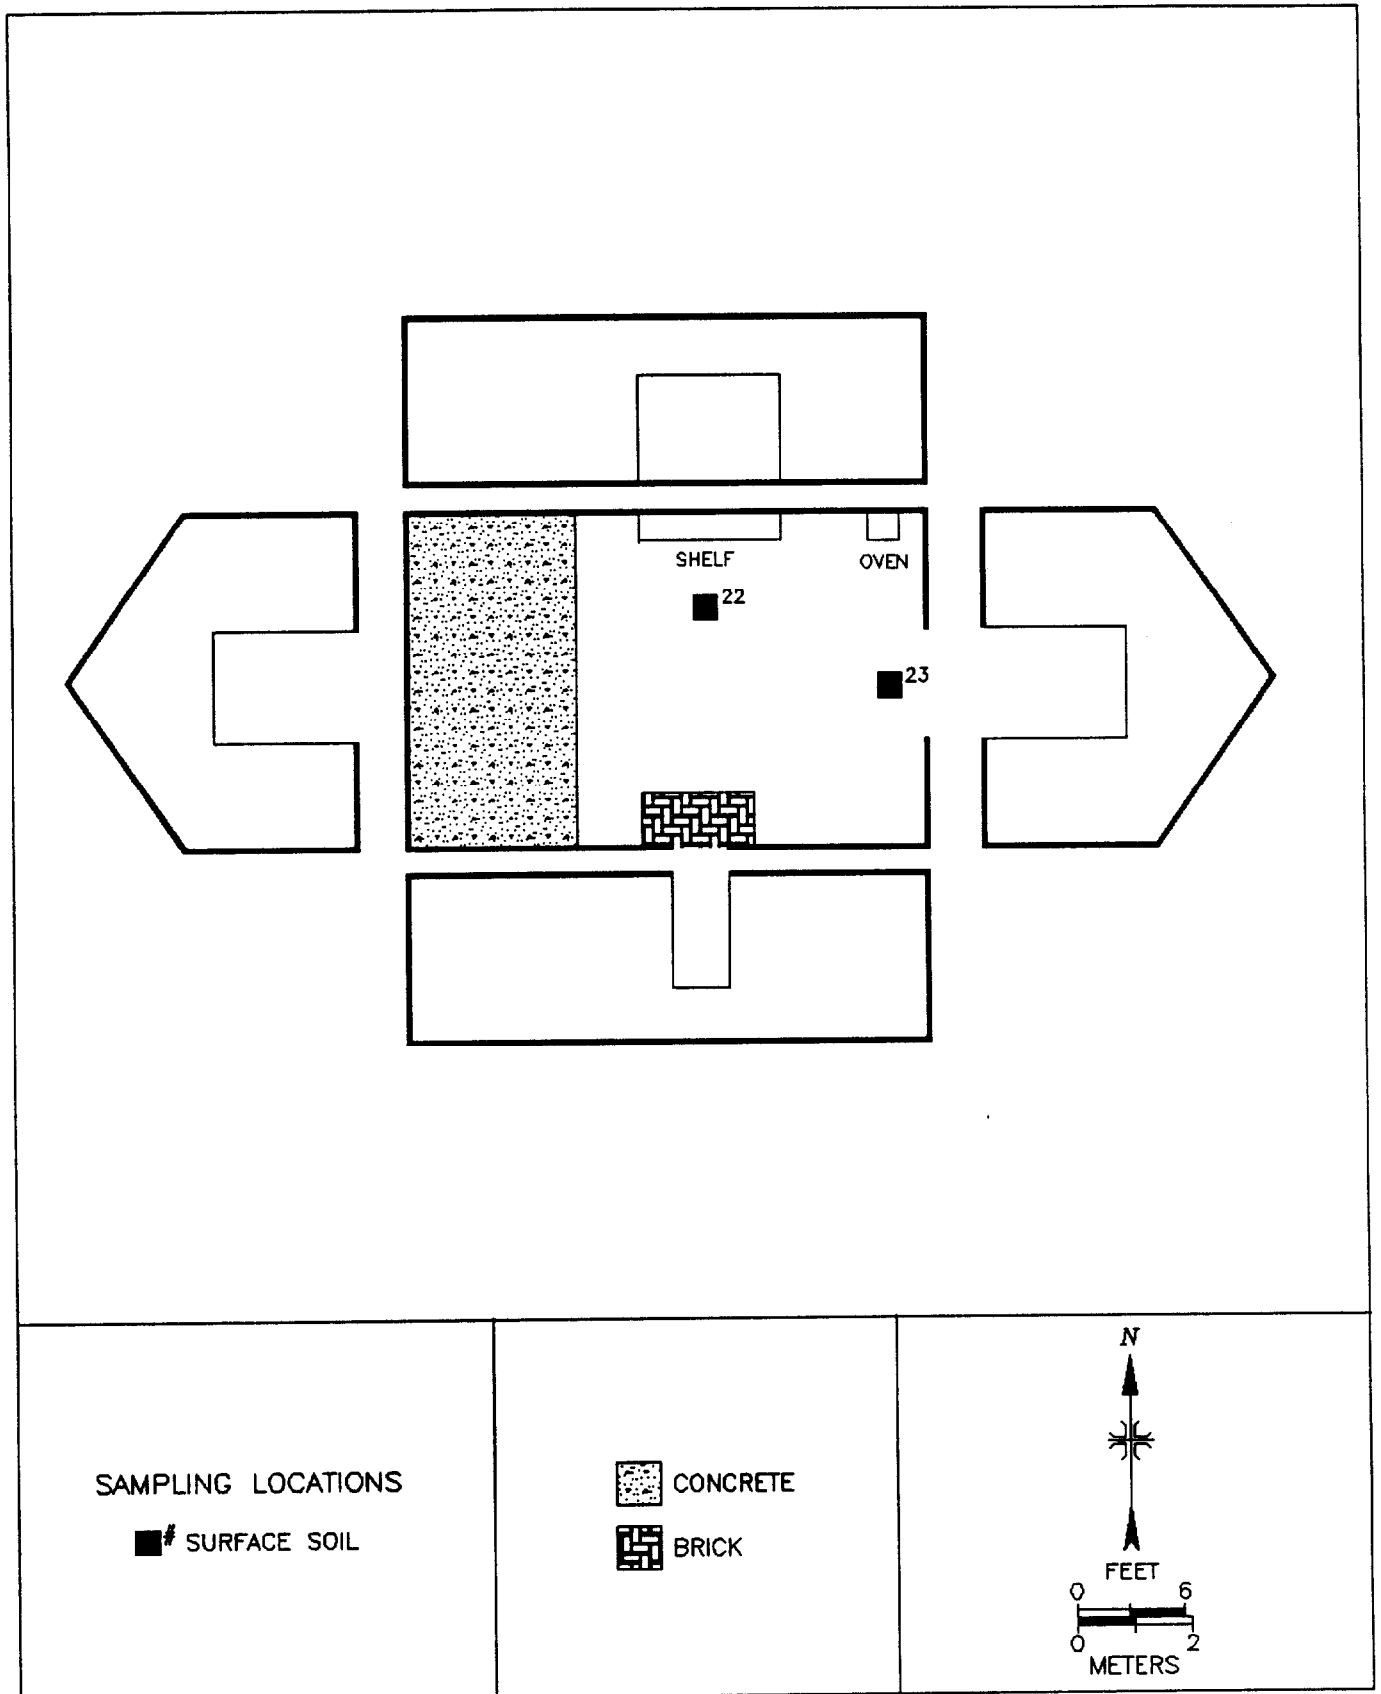 SHELF
OVEN
22
23
SAMPLING LOCATIONS
# SURFACE SOIL
CONCRETE
BRICK
N
FEET
0 6
0 2
METERS